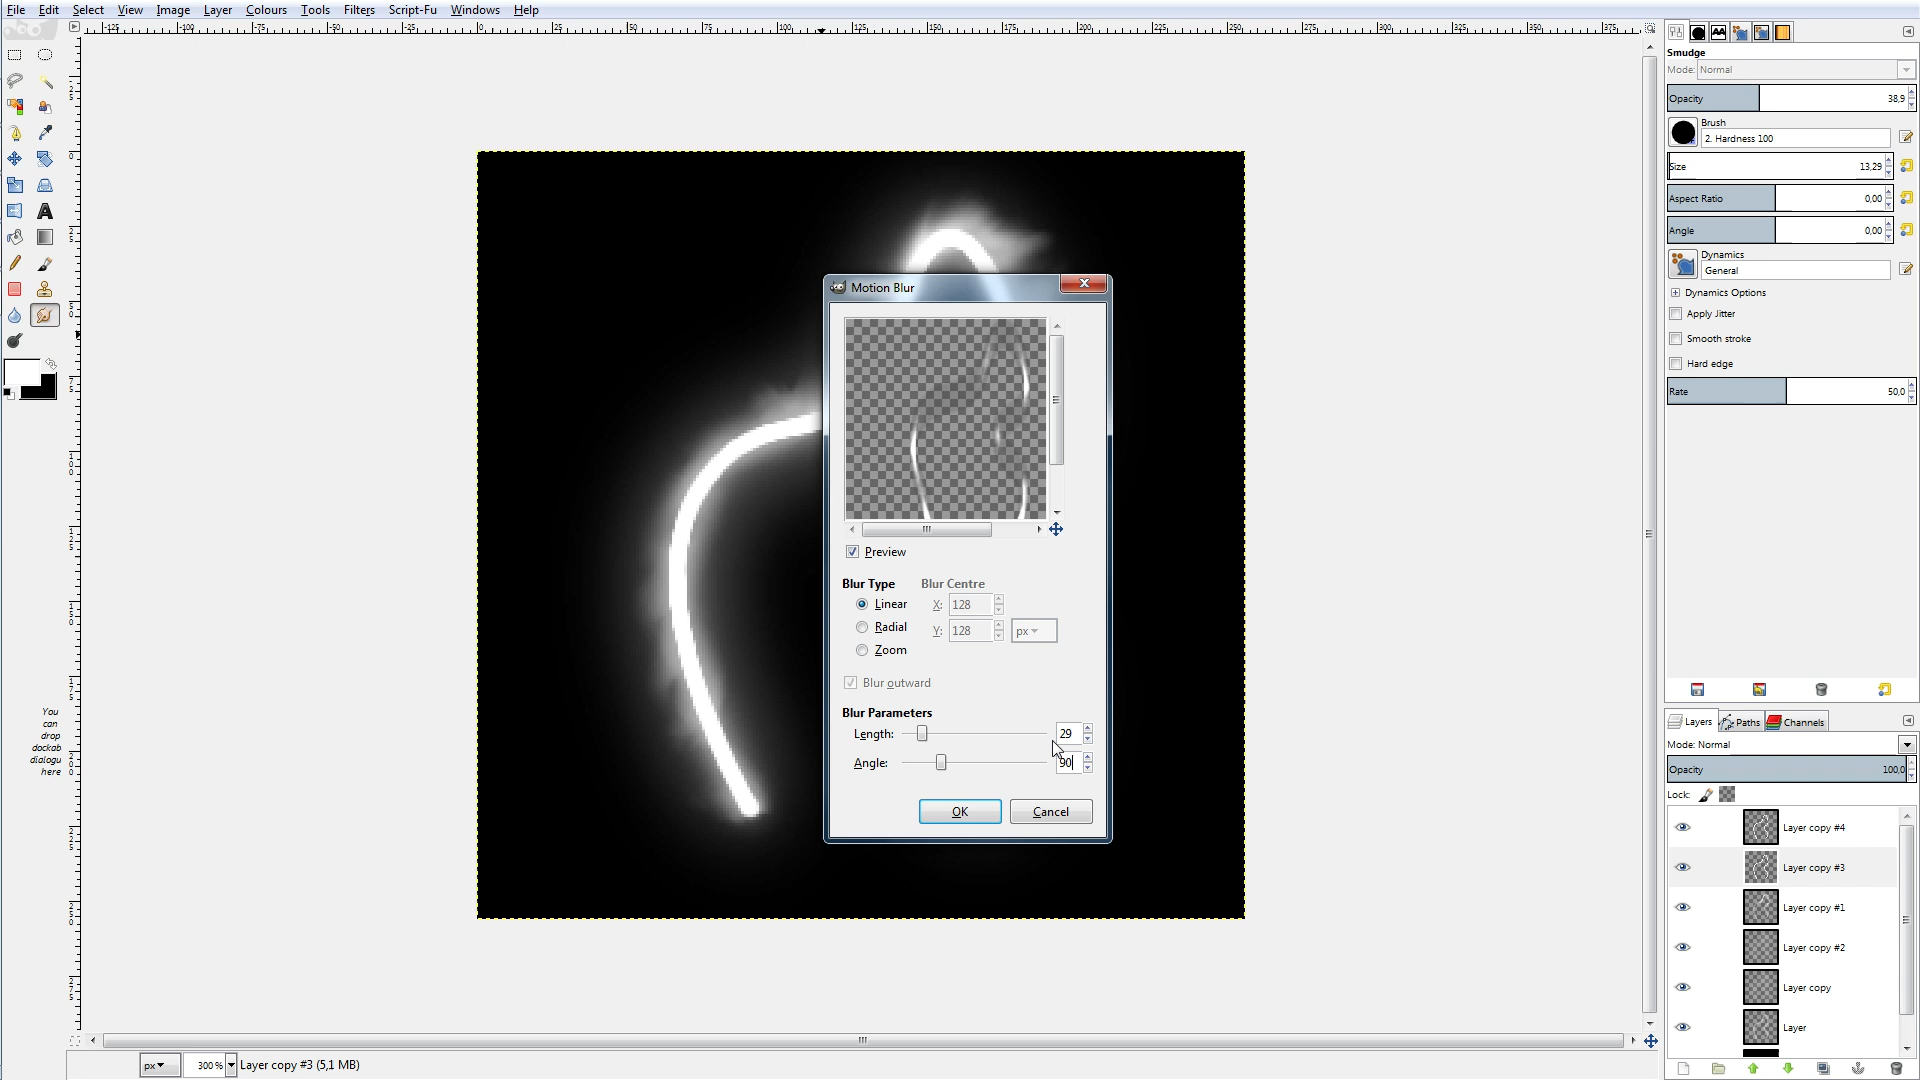 File Edit Select View Image Layer Colours Tools Filters Script-Fu Windows Help
Smudge
Mode: Normal
Opacity 38,9
Brush
2. Hardness 100
Size 13,29
Aspect Ratio 0,00
Angle 0,00
Dynamics
General
Dynamics Options
Apply Jitter
Smooth stroke
Hard edge
Rate 50,0
Motion Blur
Preview
Blur Type Blur Centre
Linear X: 128
Radial Y: 128 px
Zoom
Blur outward
Blur Parameters
Length: 29
Angle: 90
OK Cancel
You
can
drop
dockab
dialogu
here
Layers Paths Channels
Mode: Normal
Opacity 100,0
Lock:
Layer copy #4
Layer copy #3
Layer copy #1
Layer copy #2
Layer copy
Layer
px 300 % Layer copy #3 (5,1 MB)